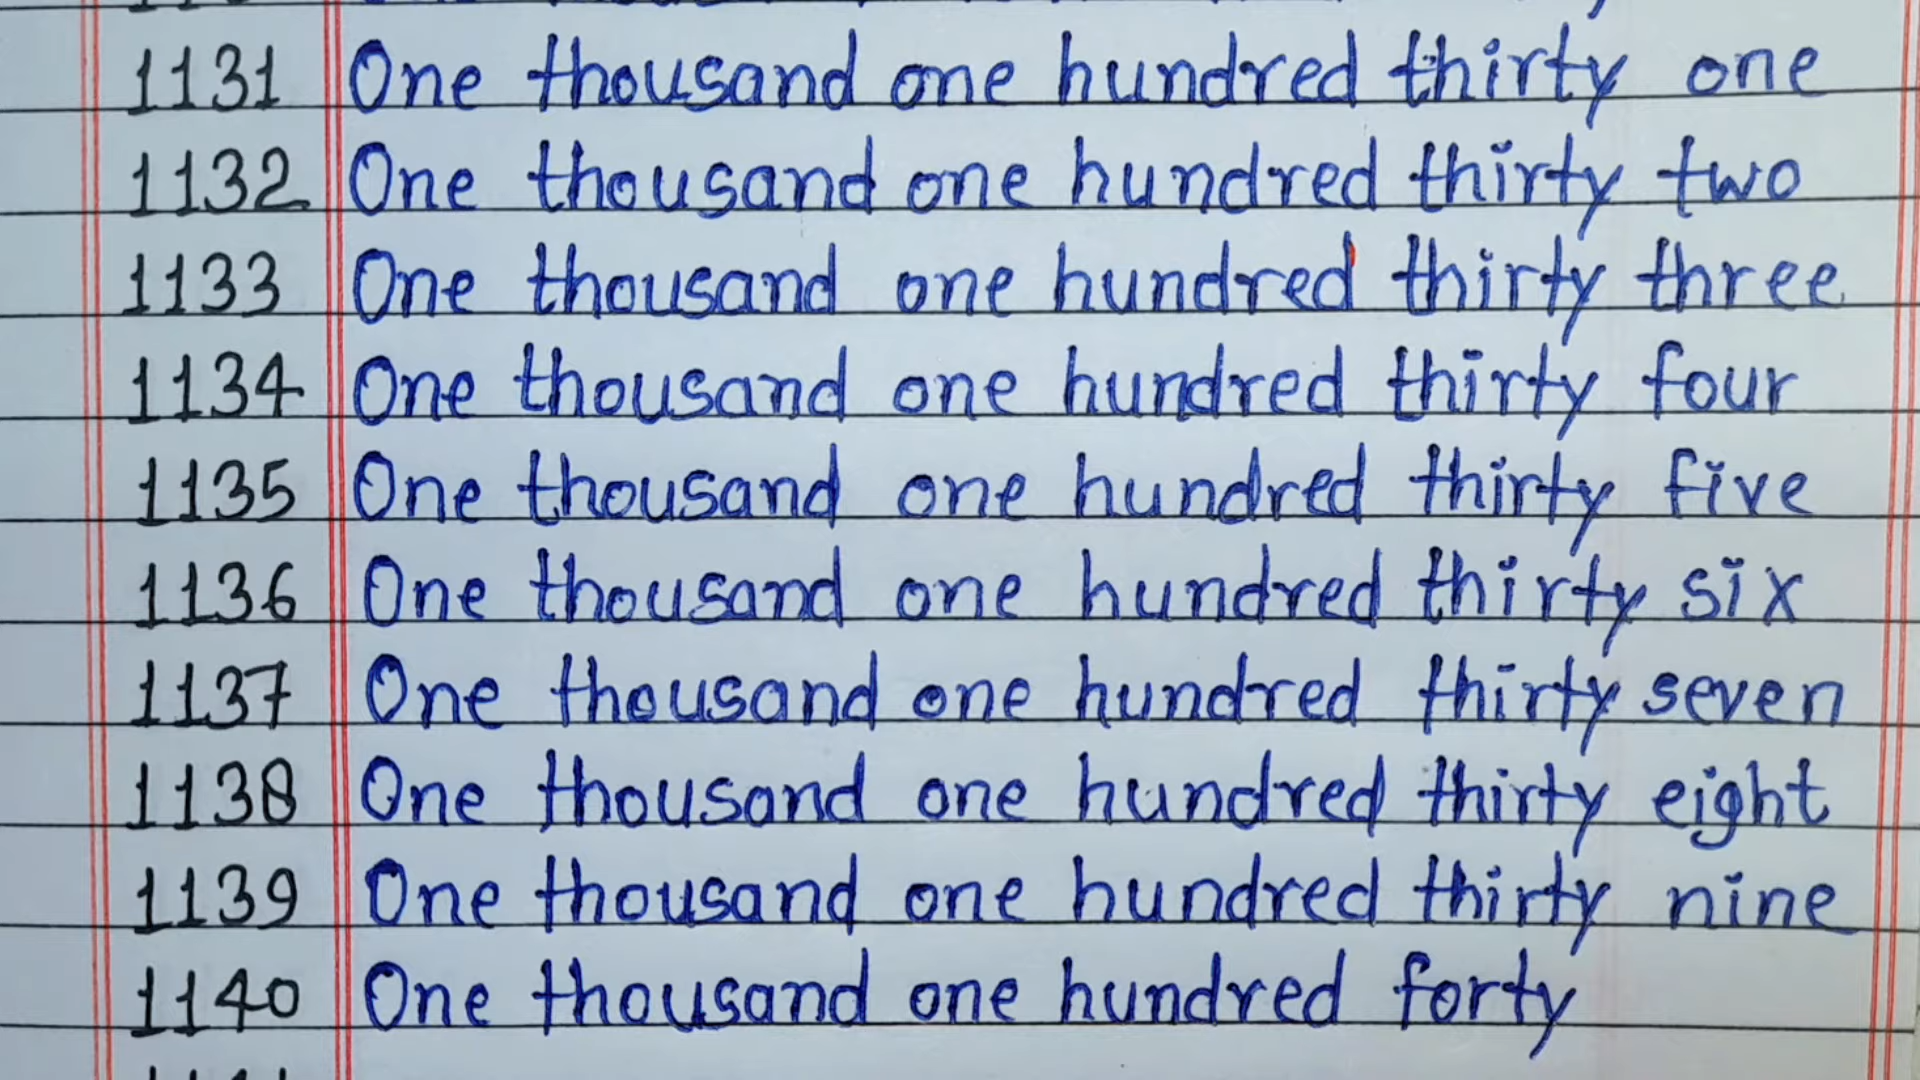 1131 One thousand one hundred thirty one
1132 One thousand one hundred thirty two
1133 One thousand one hundred thirty three
1134 One thousand one hundred thirty four
1135 One thousand one hundred thirty five
1136 One thousand one hundred thirty six
1137 One thousand one hundred thirty seven
1138 One thousand one hundred thirty eight
1139 One thousand one hundred thirty nine
1140 One thousand one hundred forty